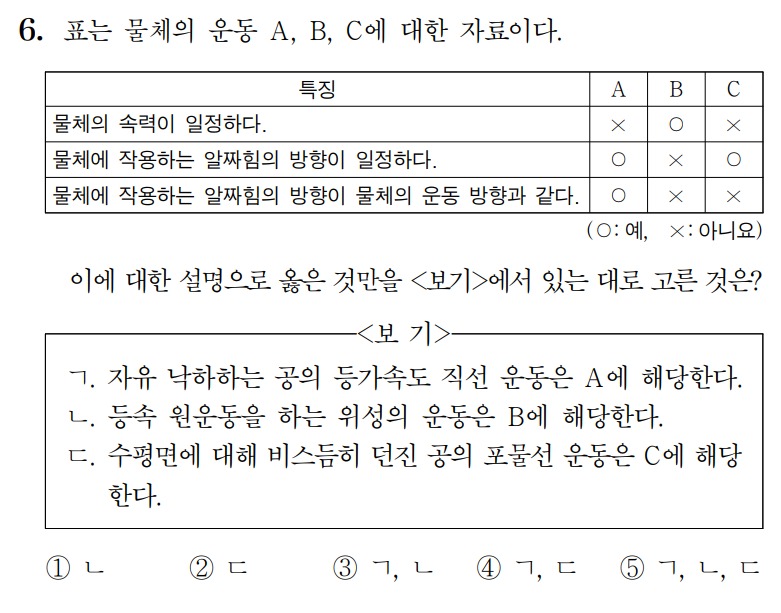 6. 표는 물체의 운동 A, B, C에 대한 자료이다.
특징 A B C
물체의 속력이 일정하다. × ○ ×
물체에 작용하는 알짜힘의 방향이 일정하다. ○ × ○
물체에 작용하는 알짜힘의 방향이 물체의 운동 방향과 같다. ○ × ×
(○: 예, ×: 아니요)
이에 대한 설명으로 옳은 것만을 <보기>에서 있는 대로 고른 것은?
<보 기>
ㄱ. 자유 낙하하는 공의 등가속도 직선 운동은 A에 해당한다.
ㄴ. 등속 원운동을 하는 위성의 운동은 B에 해당한다.
ㄷ. 수평면에 대해 비스듬히 던진 공의 포물선 운동은 C에 해당
한다.
① ㄴ ② ㄷ ③ ㄱ, ㄴ ④ ㄱ, ㄷ ⑤ ㄱ, ㄴ, ㄷ